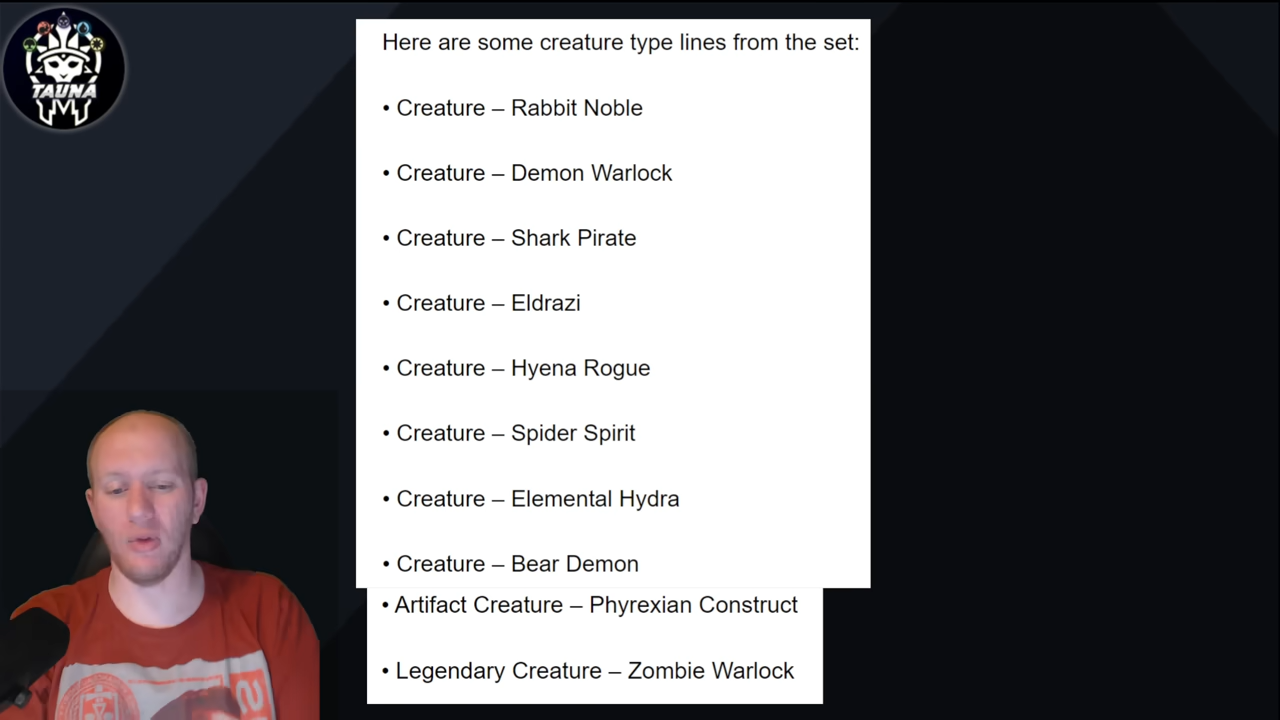 TAUNA
Here are some creature type lines from the set:
• Creature – Rabbit Noble
• Creature – Demon Warlock
• Creature – Shark Pirate
• Creature – Eldrazi
• Creature – Hyena Rogue
• Creature – Spider Spirit
• Creature – Elemental Hydra
• Creature – Bear Demon
• Artifact Creature – Phyrexian Construct
• Legendary Creature – Zombie Warlock